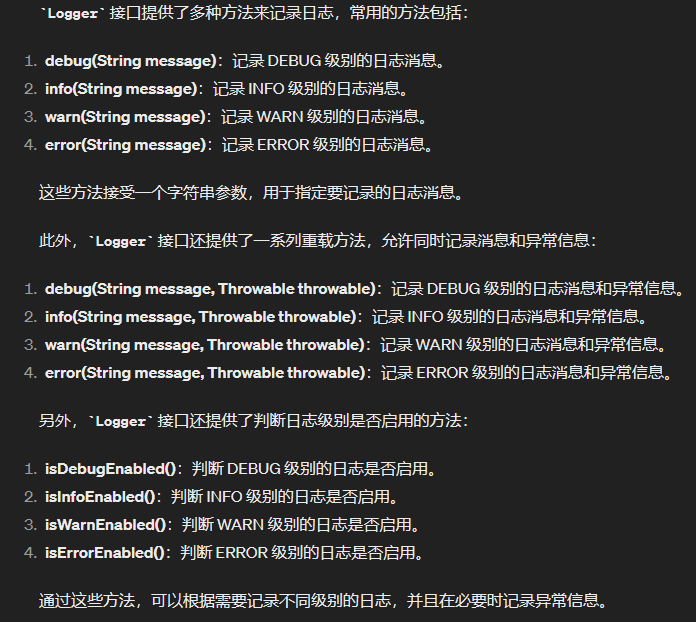 `Logger` 接口提供了多种方法来记录日志，常用的方法包括：
1. debug(String message)：记录 DEBUG 级别的日志消息。
2. info(String message)：记录 INFO 级别的日志消息。
3. warn(String message)：记录 WARN 级别的日志消息。
4. error(String message)：记录 ERROR 级别的日志消息。
这些方法接受一个字符串参数，用于指定要记录的日志消息。
此外，`Logger` 接口还提供了一系列重载方法，允许同时记录消息和异常信息：
1. debug(String message, Throwable throwable)：记录 DEBUG 级别的日志消息和异常信息。
2. info(String message, Throwable throwable)：记录 INFO 级别的日志消息和异常信息。
3. warn(String message, Throwable throwable)：记录 WARN 级别的日志消息和异常信息。
4. error(String message, Throwable throwable)：记录 ERROR 级别的日志消息和异常信息。
另外，`Logger` 接口还提供了判断日志级别是否启用的方法：
1. isDebugEnabled()：判断 DEBUG 级别的日志是否启用。
2. isInfoEnabled()：判断 INFO 级别的日志是否启用。
3. isWarnEnabled()：判断 WARN 级别的日志是否启用。
4. isErrorEnabled()：判断 ERROR 级别的日志是否启用。
通过这些方法，可以根据需要记录不同级别的日志，并且在必要时记录异常信息。